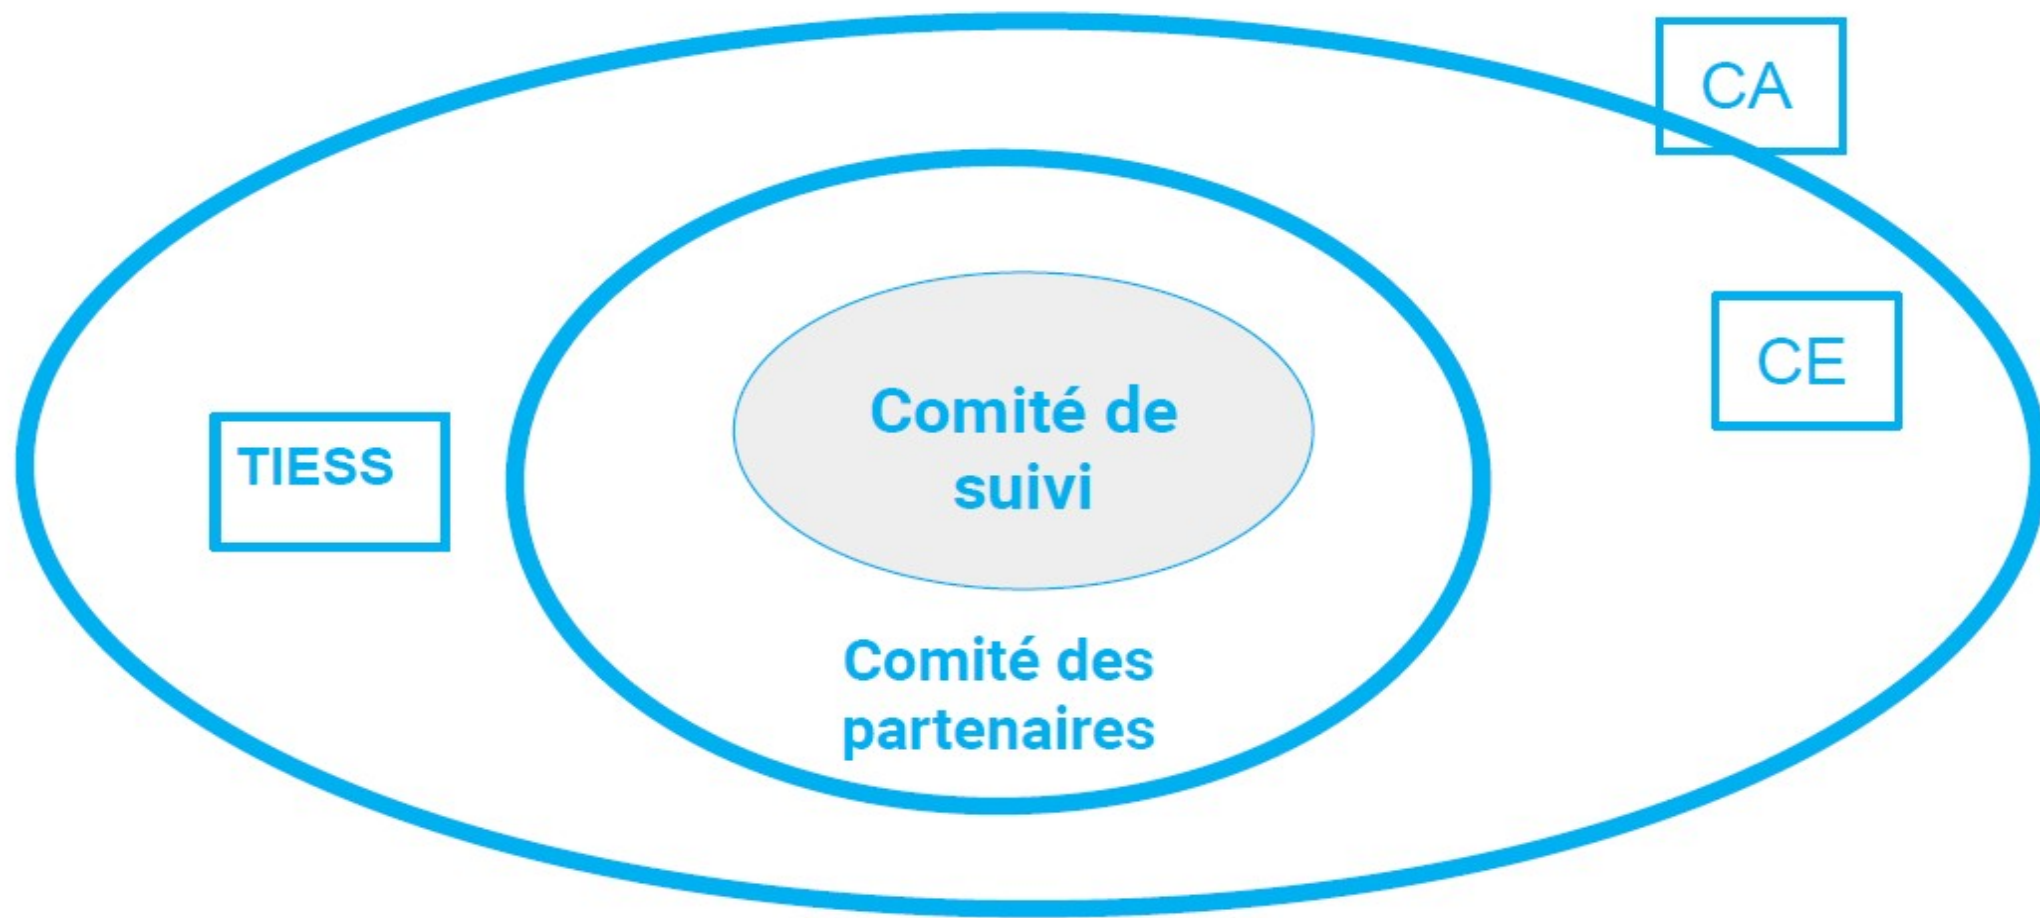 CA
CE
TIESS
Comité de
suivi
Comité des
partenaires